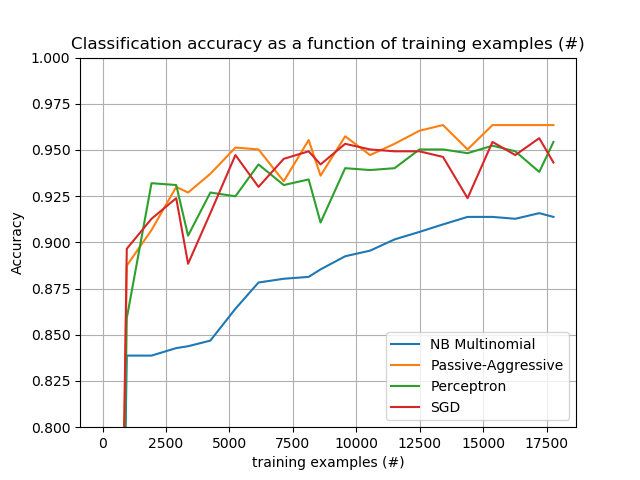 Classification accuracy as a function of training examples (#)
1.000
0.975
0.950
0.925
0.900
0.875
0.850
0.825
0.800
Accuracy
NB Multinomial
Passive-Aggressive
Perceptron
SGD
0 2500 5000 7500 10000 12500 15000 17500
training examples (#)